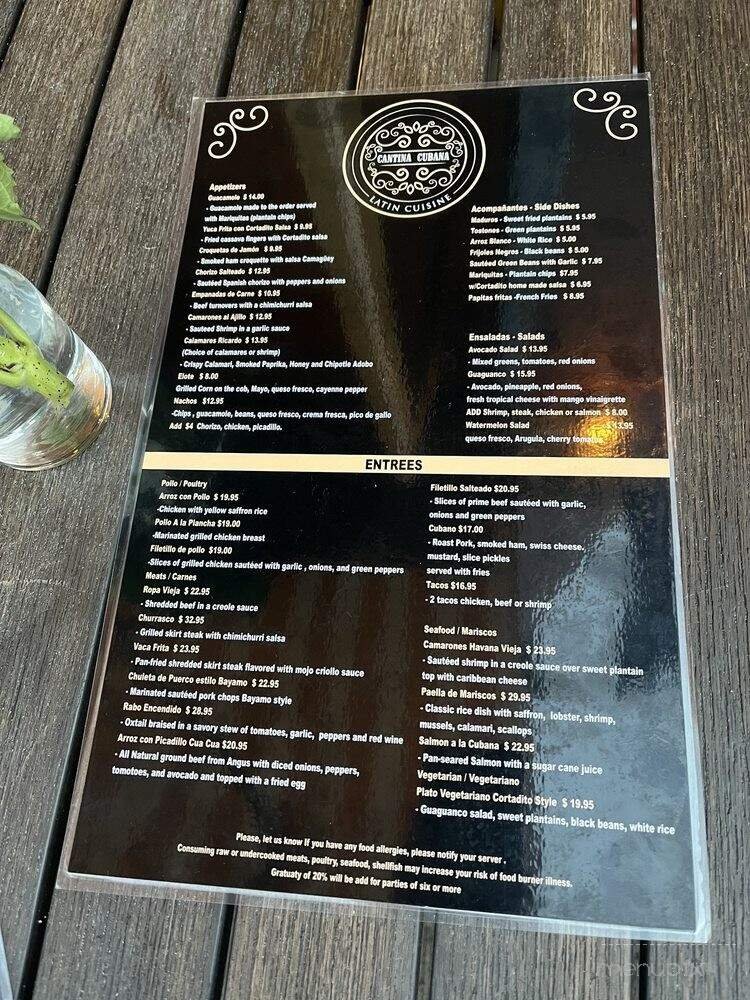 CANTINA CUBANA
LATIN CUISINE
Appetizers
Guacamole $ 14.00
- Guacamole made to the order served
with Mariquitas (plantain chips)
Yuca Frita con Cortadito Salsa $ 9.95
- Fried cassava fingers with Cortadito salsa
Croquetas de Jamón $ 9.95
- Smoked ham croquette with salsa Camagüey
Chorizo Salteado $ 12.95
- Sautéed Spanish chorizo with peppers and onions
Empanadas de Carne $ 10.95
- Beef turnovers with a chimichurri salsa
Camarones al Ajillo $ 12.95
- Sauteed Shrimp in a garlic sauce
Calamares Ricardo $ 13.95
(Choice of calamares or shrimp)
- Crispy Calamari, Smoked Paprika, Honey and Chipotle Adobo
Elote $ 8.00
Grilled Corn on the cob, Mayo, queso fresco, cayenne pepper
Nachos $12.95
-Chips , guacamole, beans, queso fresco, crema fresca, pico de gallo
Add $4 Chorizo, chicken, picadillo.
Acompañantes - Side Dishes
Maduros - Sweet fried plantains $ 5.95
Tostones - Green plantains $ 5.95
Arroz Blanco - White Rice $ 5.00
Frijoles Negros - Black beans $ 5.00
Sautéed Green Beans with Garlic $ 7.95
Mariquitas - Plantain chips $7.95
w/Cortadito home made salsa $ 6.95
Papitas fritas -French Fries $ 8.95
Ensaladas - Salads
Avocado Salad $ 13.95
- Mixed greens, tomatoes, red onions
Guaguanco $ 15.95
- Avocado, pineapple, red onions,
fresh tropical cheese with mango vinaigrette
ADD Shrimp, steak, chicken or salmon $ 8.00
Watermelon Salad $13.95
queso fresco, Arugula, cherry tomatoes
ENTREES
Pollo / Poultry
Arroz con Pollo $ 19.95
-Chicken with yellow saffron rice
Pollo A la Plancha $19.00
-Marinated grilled chicken breast
Filetillo de pollo $19.00
-Slices of grilled chicken sautéed with garlic , onions, and green peppers
Meats / Carnes
Ropa Vieja $ 22.95
- Shredded beef in a creole sauce
Churrasco $ 32.95
- Grilled skirt steak with chimichurri salsa
Vaca Frita $ 23.95
- Pan-fried shredded skirt steak flavored with mojo criollo sauce
Chuleta de Puerco estilo Bayamo $ 22.95
- Marinated sautéed pork chops Bayamo style
Rabo Encendido $ 28.95
- Oxtail braised in a savory stew of tomatoes, garlic, peppers and red wine
Arroz con Picadillo Cua Cua $20.95
- All Natural ground beef from Angus with diced onions, peppers,
tomatoes, and avocado and topped with a fried egg
Filetillo Salteado $20.95
- Slices of prime beef sautéed with garlic,
onions and green peppers
Cubano $17.00
- Roast Pork, smoked ham, swiss cheese,
mustard, slice pickles
served with fries
Tacos $16.95
- 2 tacos chicken, beef or shrimp
Seafood / Mariscos
Camarones Havana Vieja $ 23.95
- Sautéed shrimp in a creole sauce over sweet plantain
top with caribbean cheese
Paella de Mariscos $ 29.95
- Classic rice dish with saffron, lobster, shrimp,
mussels, calamari, scallops
Salmon a la Cubana $ 22.95
- Pan-seared Salmon with a sugar cane juice
Vegetarian / Vegetariano
Plato Vegetariano Cortadito Style $ 19.95
- Guaguanco salad, sweet plantains, black beans, white rice
Please, let us know If you have any food allergies, please notify your server .
Consuming raw or undercooked meats, poultry, seafood, shellfish may increase your risk of food burner illness.
Gratuaty of 20% will be add for parties of six or more